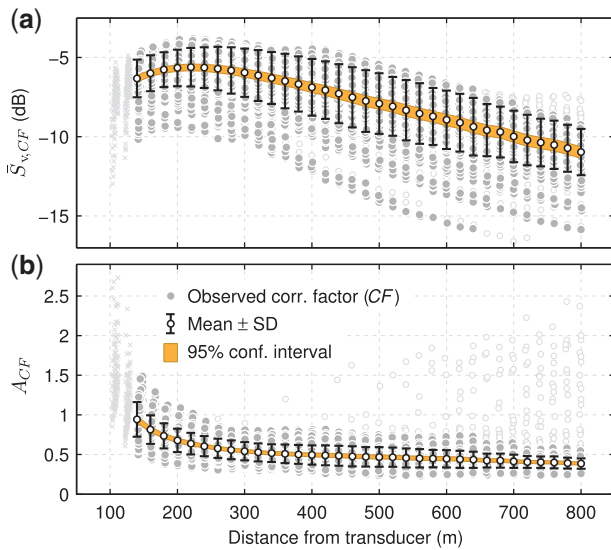 (a)
−5
−10
−15
S̄v,CF (dB)
(b)
2.5
2
1.5
1
0.5
0
ACF
Observed corr. factor (CF)
Mean ± SD
95% conf. interval
100 200 300 400 500 600 700 800
Distance from transducer (m)